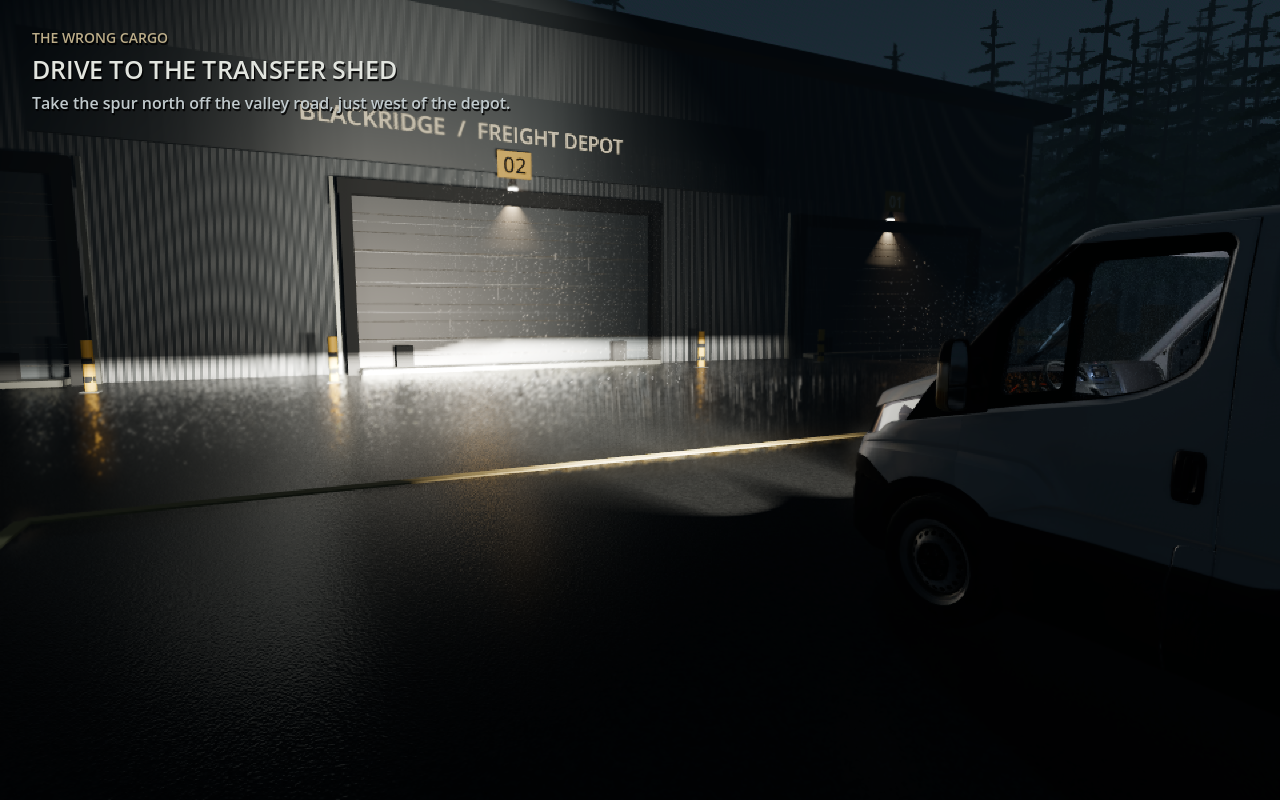 THE WRONG CARGO
DRIVE TO THE TRANSFER SHED
Take the spur north off the valley road, just west of the depot.
BLACKRIDGE / FREIGHT DEPOT
02
01